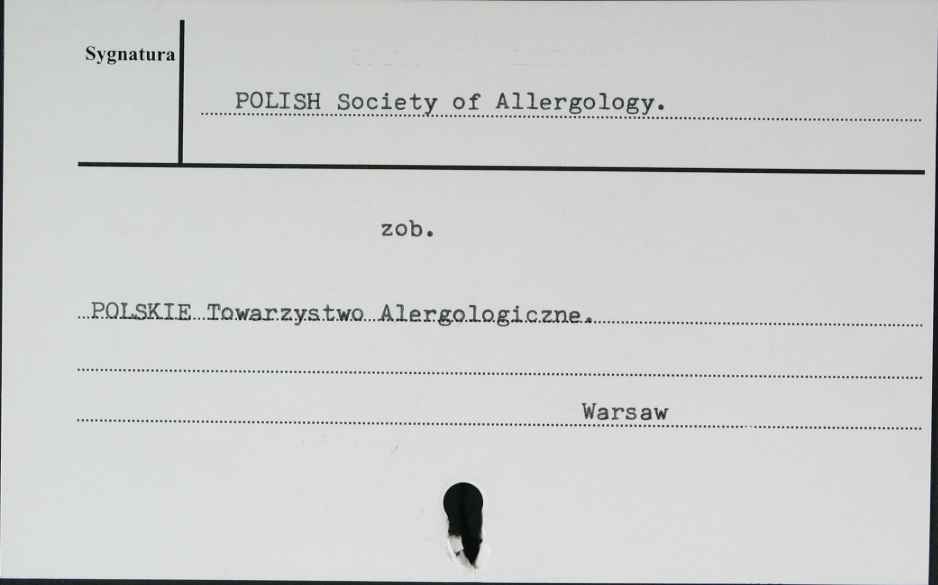 Sygnatura
POLISH Society of Allergology.
zob.
POLSKIE Towarzystwo Alergologiczne.
Warsaw